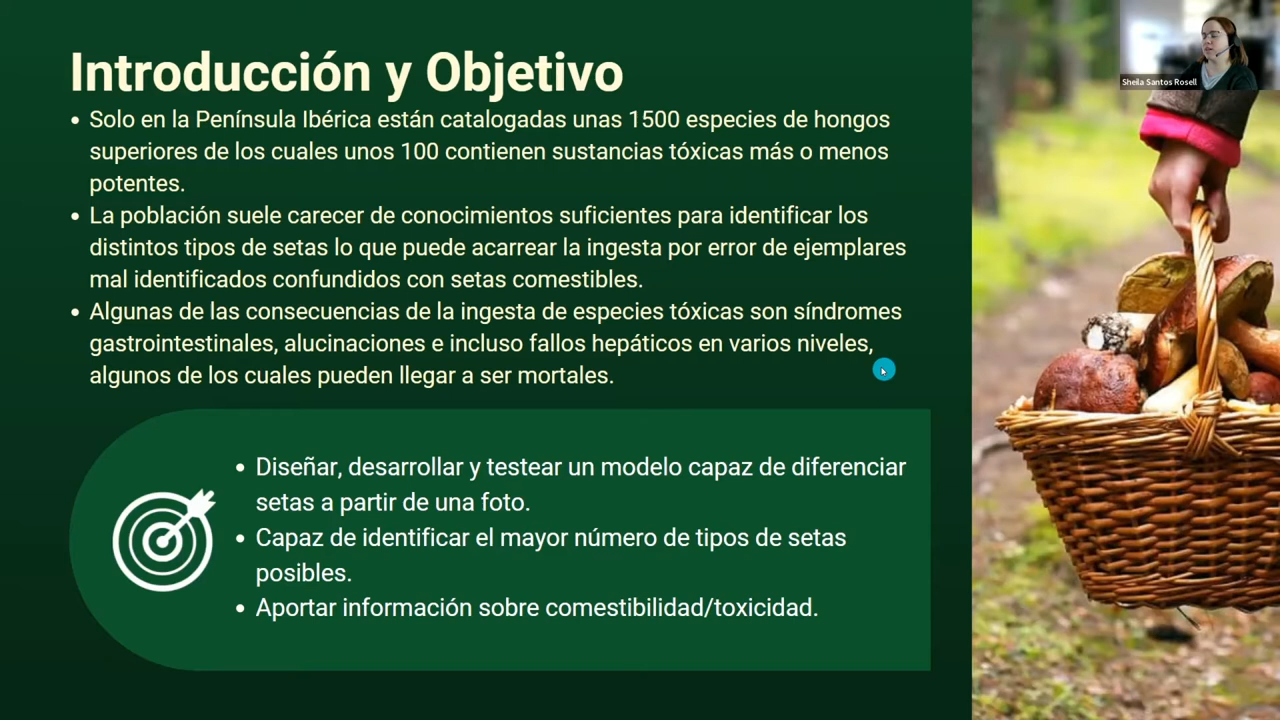 Introducción y Objetivo
• Solo en la Península Ibérica están catalogadas unas 1500 especies de hongos
superiores de los cuales unos 100 contienen sustancias tóxicas más o menos
potentes.
• La población suele carecer de conocimientos suficientes para identificar los
distintos tipos de setas lo que puede acarrear la ingesta por error de ejemplares
mal identificados confundidos con setas comestibles.
• Algunas de las consecuencias de la ingesta de especies tóxicas son síndromes
gastrointestinales, alucinaciones e incluso fallos hepáticos en varios niveles,
algunos de los cuales pueden llegar a ser mortales.
• Diseñar, desarrollar y testear un modelo capaz de diferenciar
setas a partir de una foto.
• Capaz de identificar el mayor número de tipos de setas
posibles.
• Aportar información sobre comestibilidad/toxicidad.
Sheila Santos Rosell